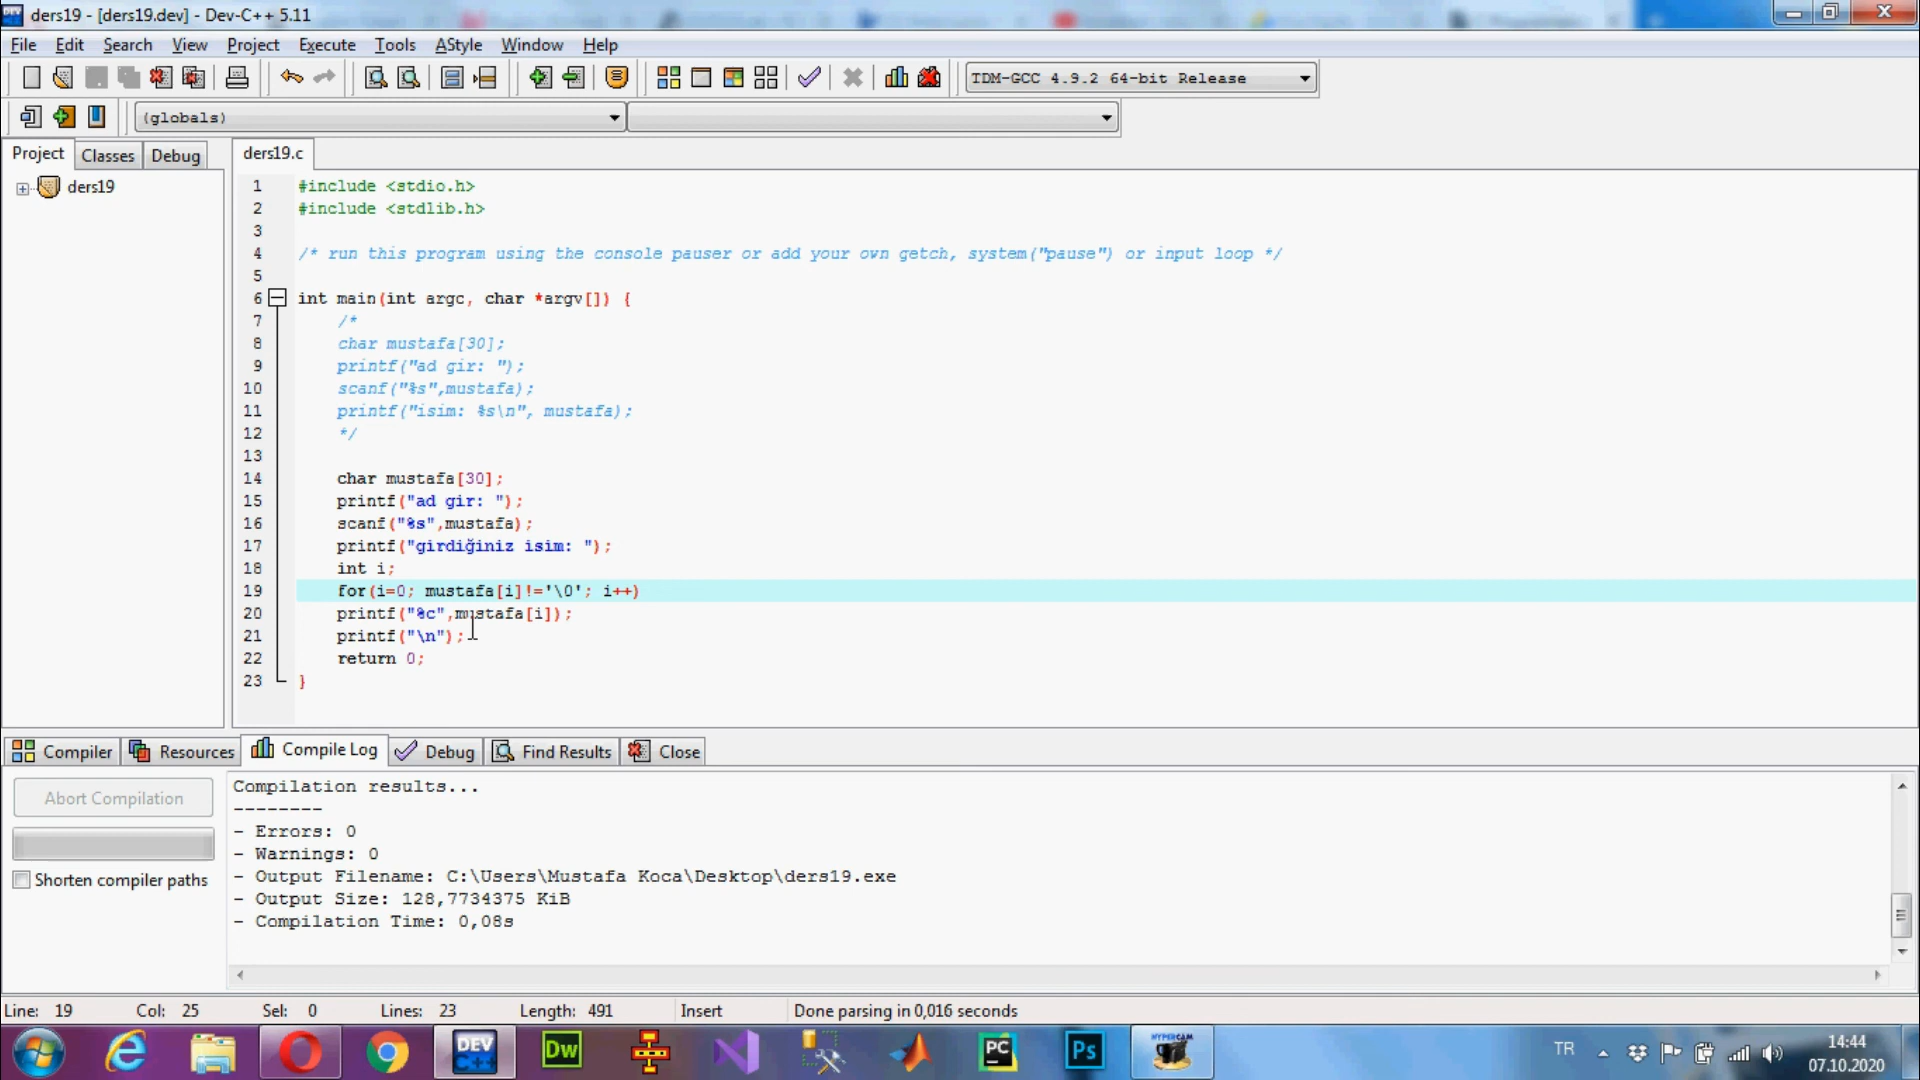 ders19 - [ders19.dev] - Dev-C++ 5.11
File Edit Search View Project Execute Tools AStyle Window Help
TDM-GCC 4.9.2 64-bit Release
(globals)
Project Classes Debug ders19.c
ders19
1 #include <stdio.h>
2 #include <stdlib.h>
3
4 /* run this program using the console pauser or add your own getch, system("pause") or input loop */
5
6 int main(int argc, char *argv[]) {
7 /*
8 char mustafa[30];
9 printf("ad gir: ");
10 scanf("%s",mustafa);
11 printf("isim: %s\n", mustafa);
12 */
13
14 char mustafa[30];
15 printf("ad gir: ");
16 scanf("%s",mustafa);
17 printf("girdiğiniz isim: ");
18 int i;
19 for(i=0; mustafa[i]!='\0'; i++)
20 printf("%c",mustafa[i]);
21 printf("\n");
22 return 0;
23 }
Compiler Resources Compile Log Debug Find Results Close
Abort Compilation
Shorten compiler paths
Compilation results...
--------
- Errors: 0
- Warnings: 0
- Output Filename: C:\Users\Mustafa Koca\Desktop\ders19.exe
- Output Size: 128,7734375 KiB
- Compilation Time: 0,08s
Line: 19 Col: 25 Sel: 0 Lines: 23 Length: 491 Insert Done parsing in 0,016 seconds
DEV C++
Dw
PC
Ps
HYPERCAM
TR
14:44
07.10.2020